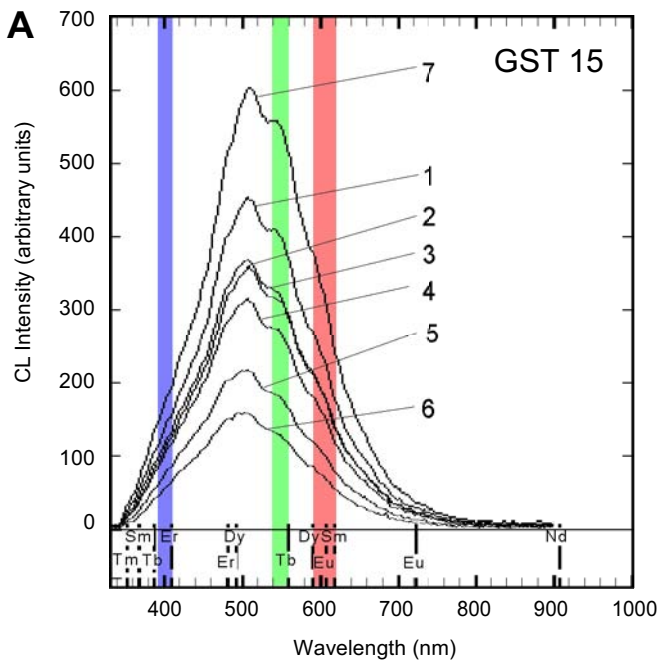 A
GST 15
CL Intensity (arbitrary units)
700
600
500
400
300
200
100
0
7
1
2
3
4
5
6
Sm Er Dy Dy Sm Nd
Tm Tb Er Tb Eu Eu
400 500 600 700 800 900 1000
Wavelength (nm)